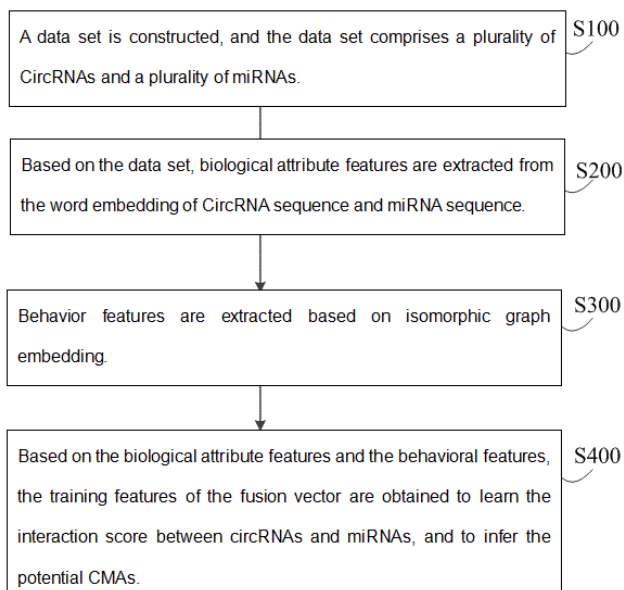 A data set is constructed, and the data set comprises a plurality of
CircRNAs and a plurality of miRNAs.
S100
Based on the data set, biological attribute features are extracted from
the word embedding of CircRNA sequence and miRNA sequence.
S200
Behavior features are extracted based on isomorphic graph
embedding.
S300
Based on the biological attribute features and the behavioral features,
the training features of the fusion vector are obtained to learn the
interaction score between circRNAs and miRNAs, and to infer the
potential CMAs.
S400